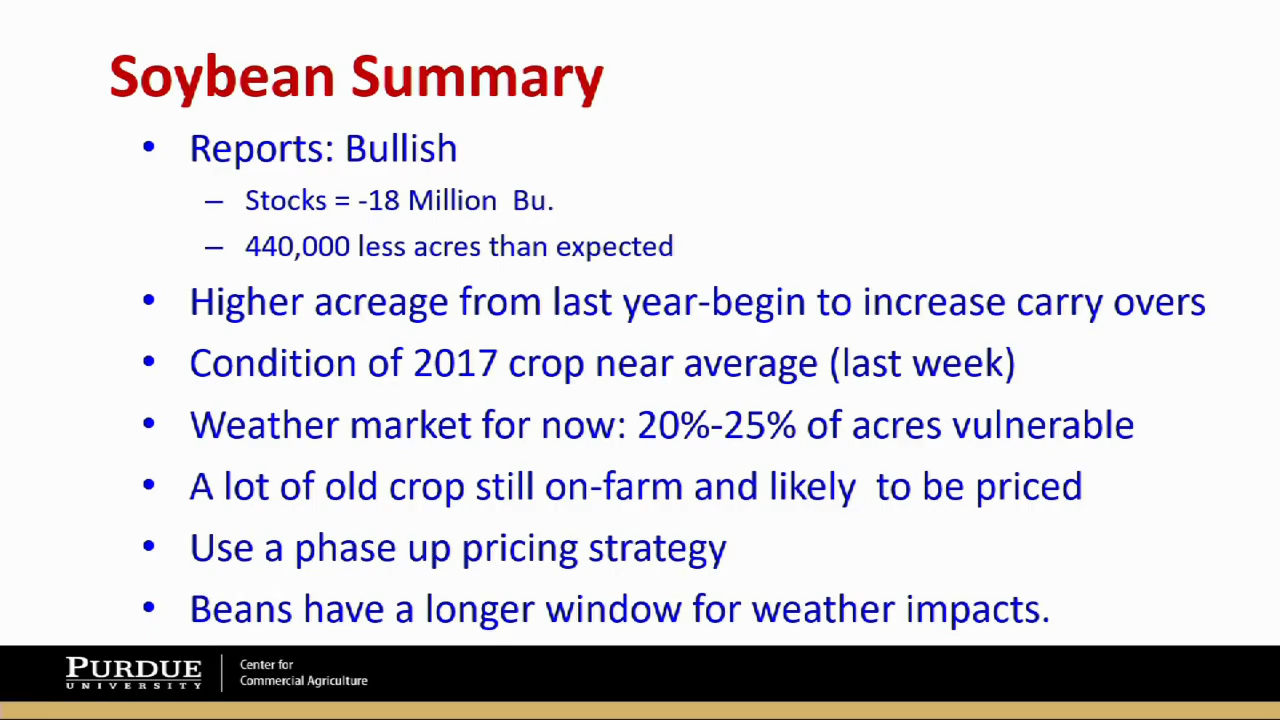 Soybean Summary
• Reports: Bullish
– Stocks = -18 Million Bu.
– 440,000 less acres than expected
• Higher acreage from last year-begin to increase carry overs
• Condition of 2017 crop near average (last week)
• Weather market for now: 20%-25% of acres vulnerable
• A lot of old crop still on-farm and likely to be priced
• Use a phase up pricing strategy
• Beans have a longer window for weather impacts.
PURDUE
UNIVERSITY
Center for
Commercial Agriculture